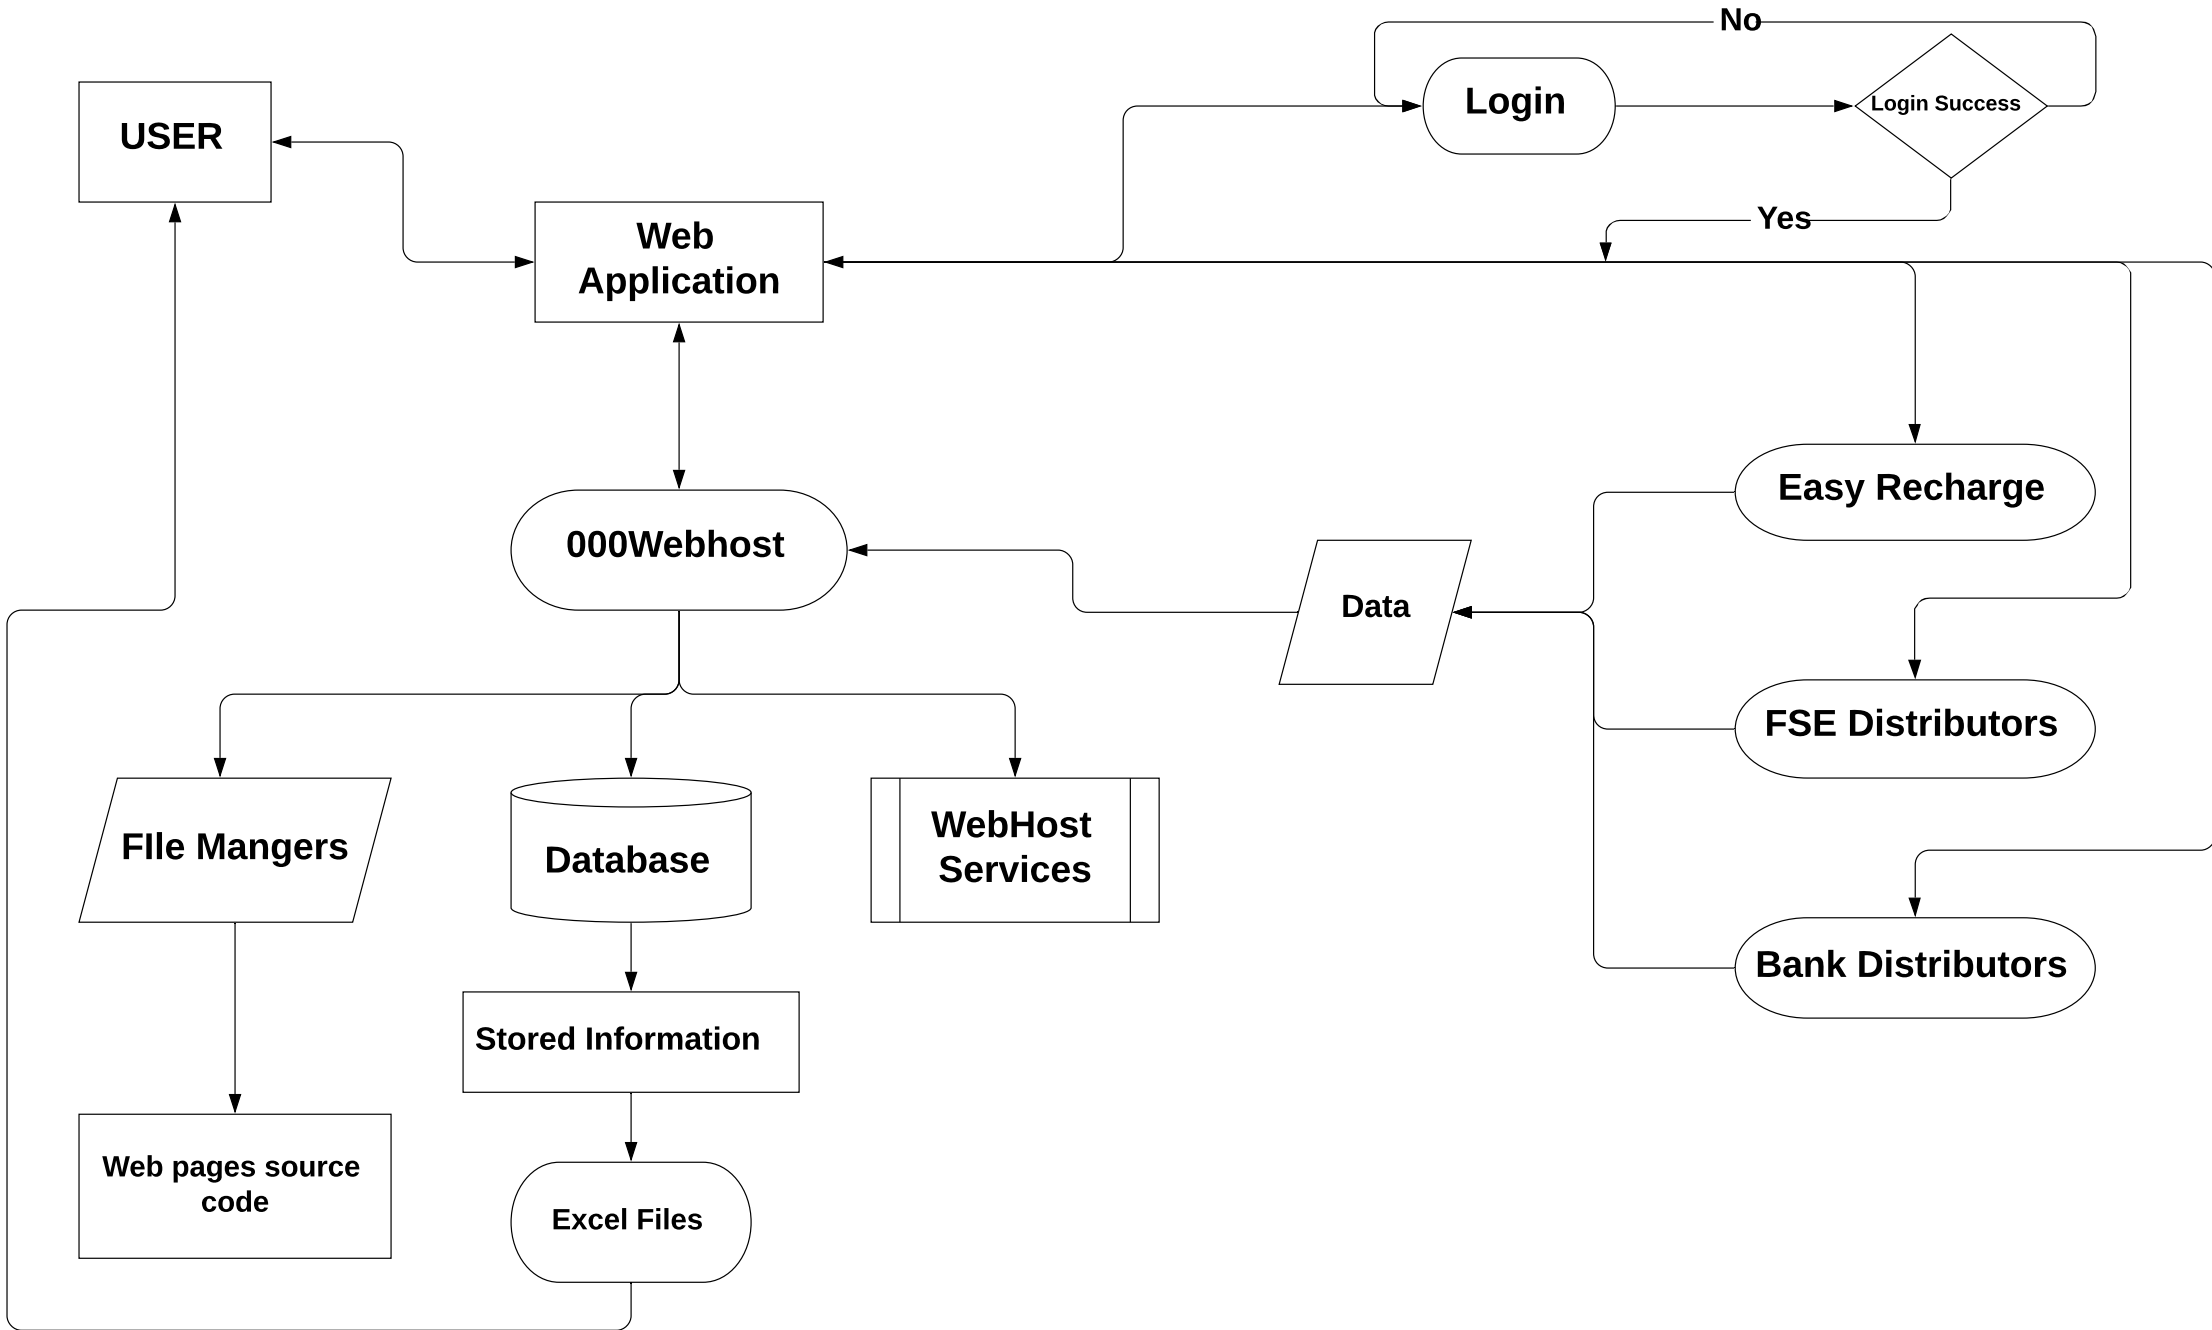 No
Login
Login Success
USER
Yes
Web
Application
Easy Recharge
000Webhost
Data
FSE Distributors
FIle Mangers
Database
WebHost
Services
Bank Distributors
Stored Information
Web pages source
code
Excel Files